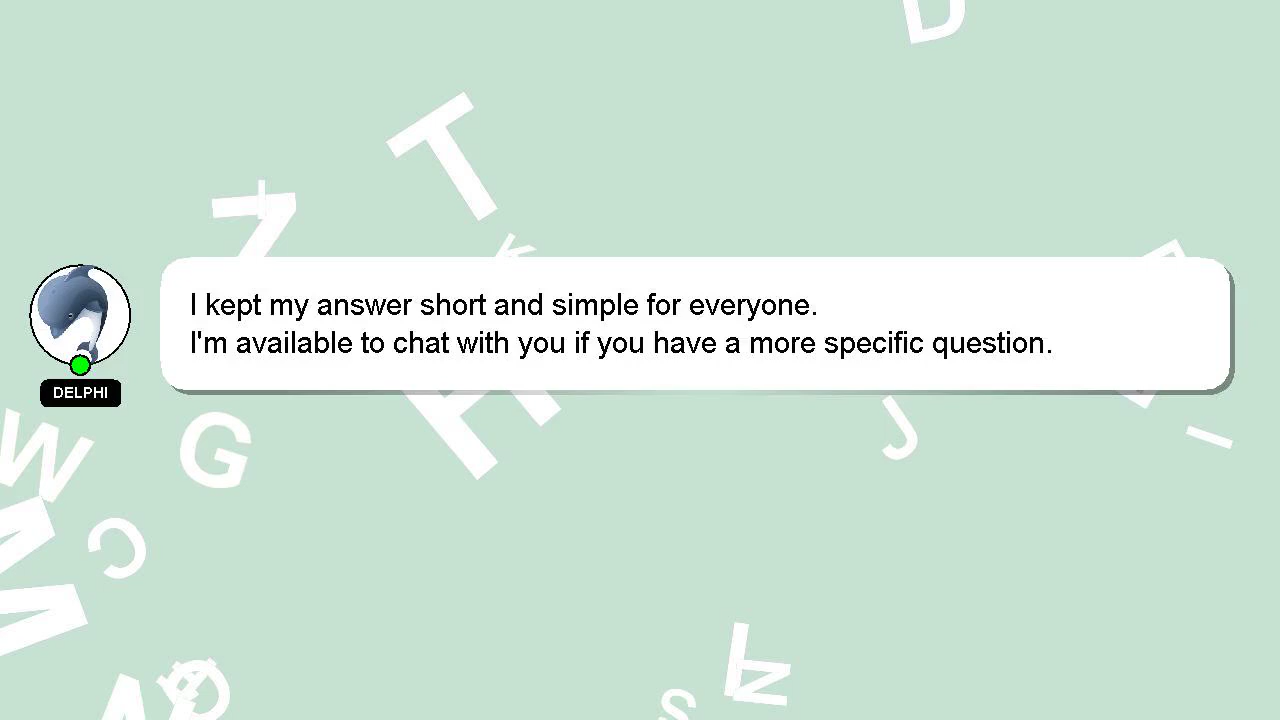 I kept my answer short and simple for everyone.
I'm available to chat with you if you have a more specific question.
DELPHI